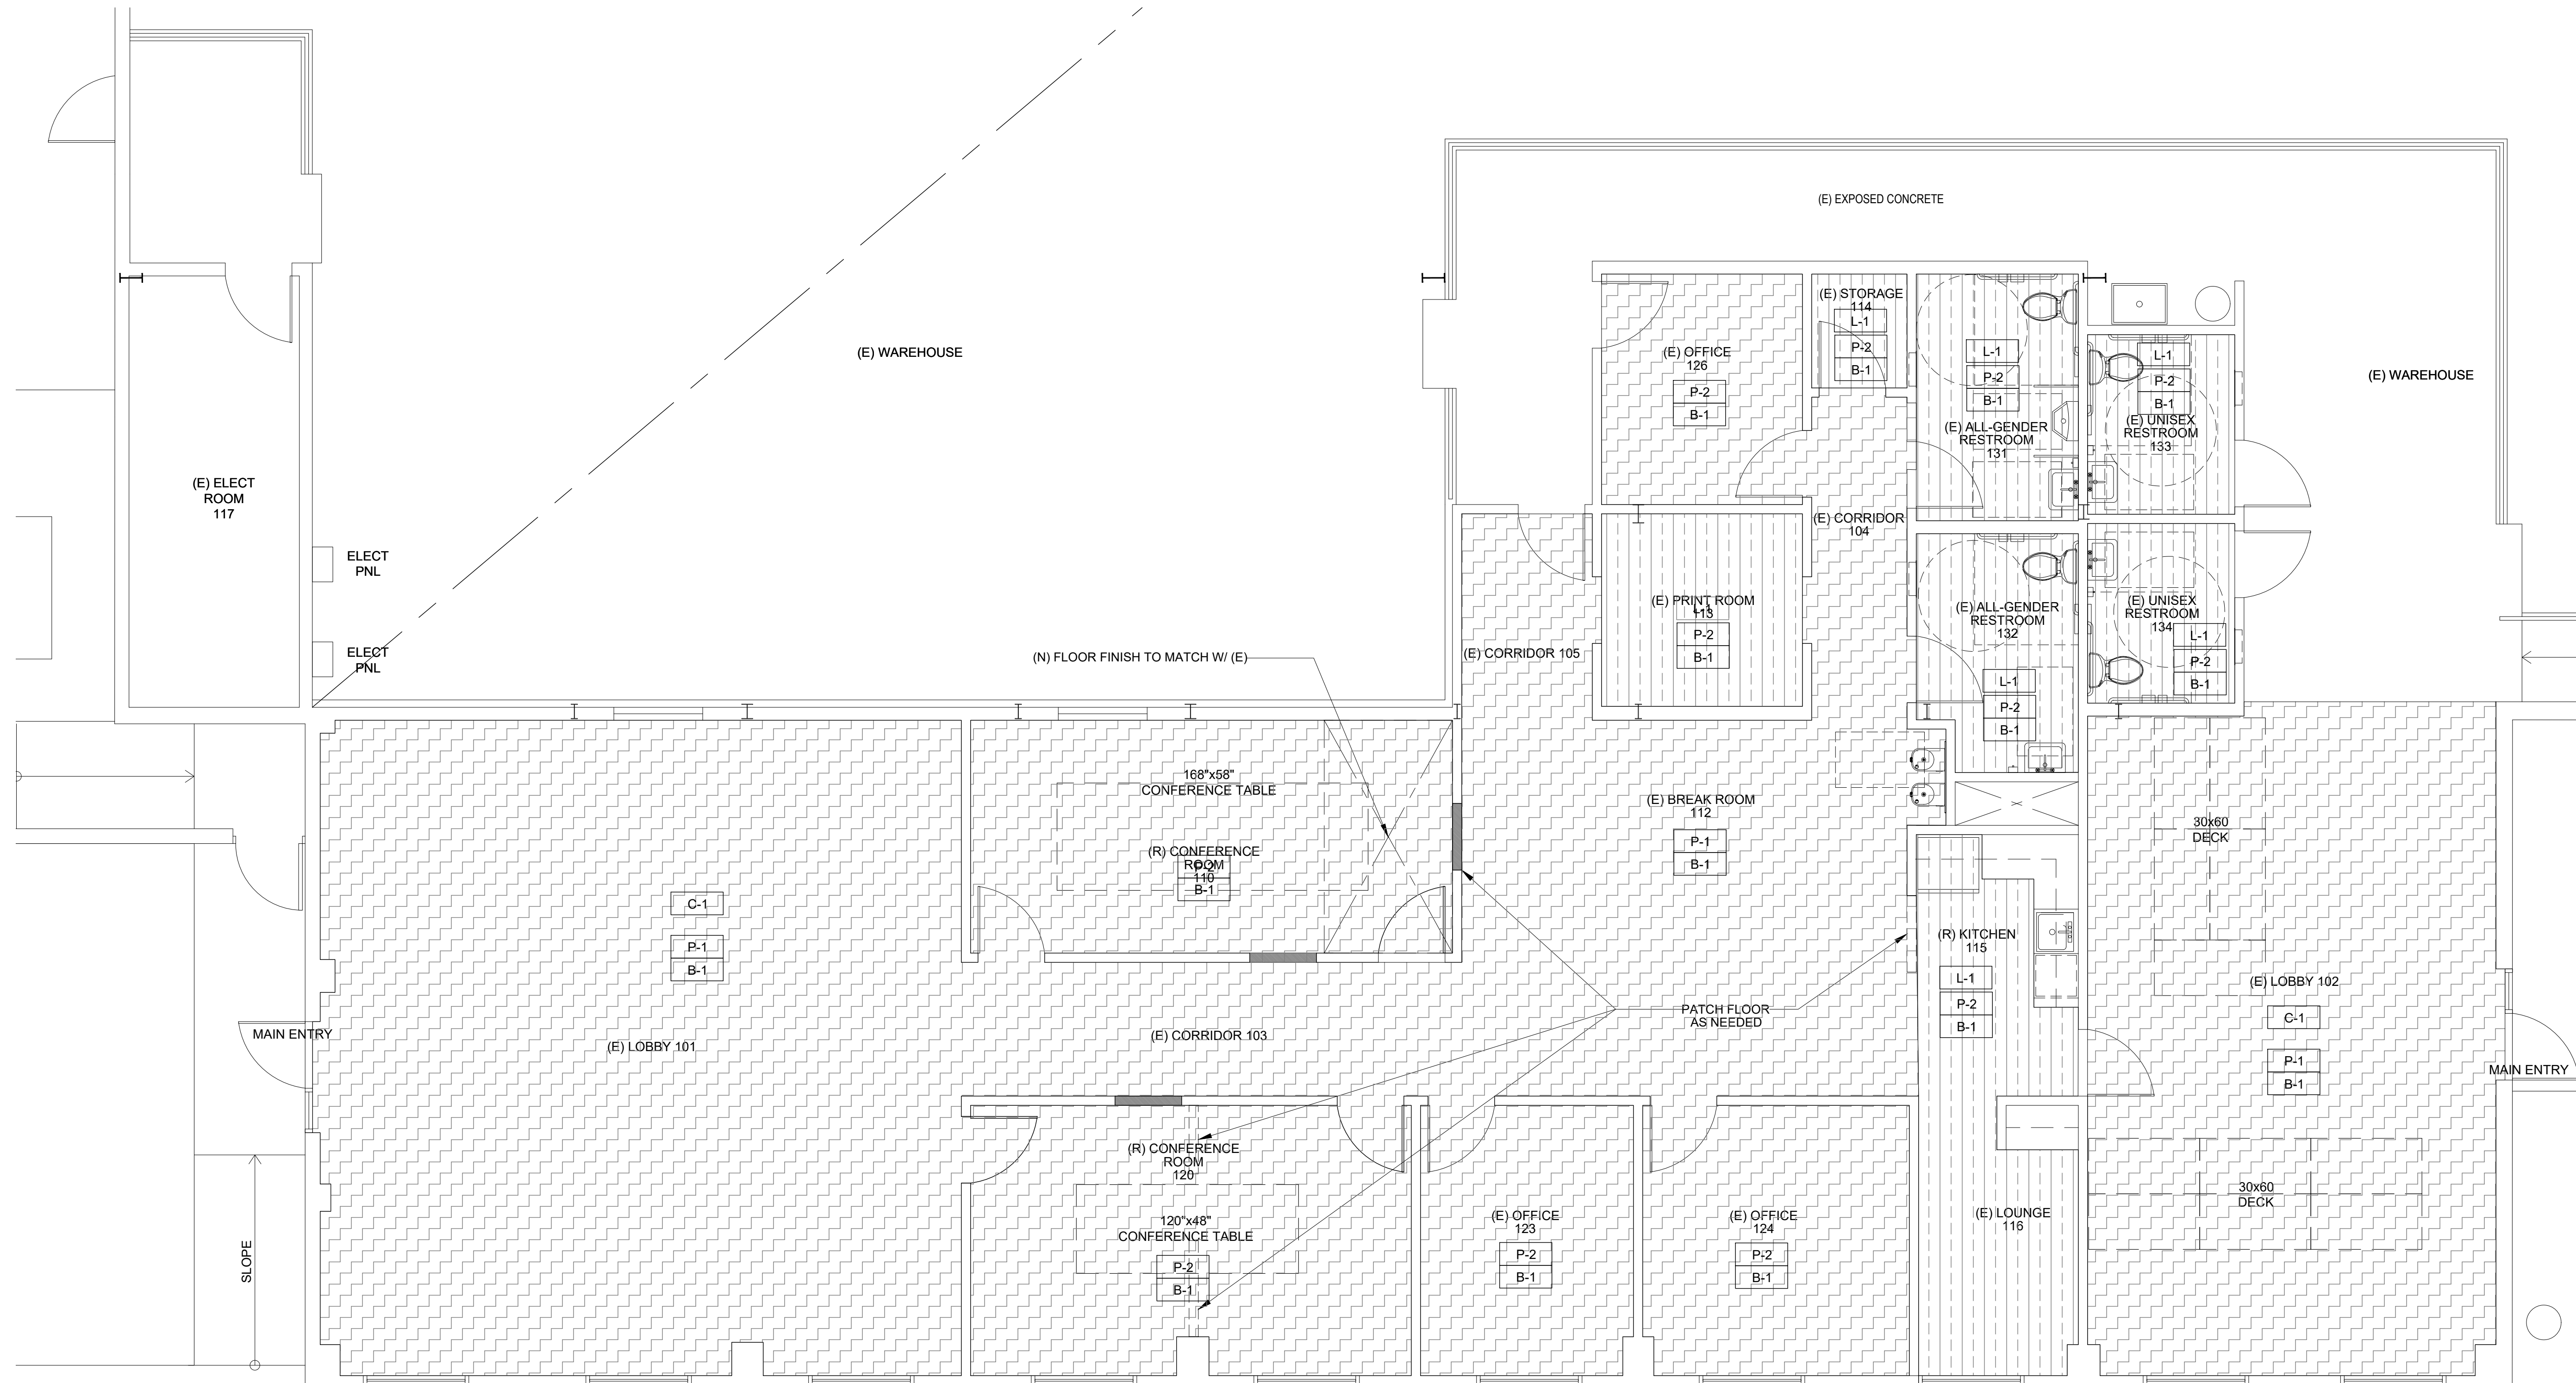 (E) EXPOSED CONCRETE
(E) WAREHOUSE
(E) STORAGE
114
L-1
P-2
B-1
(E) OFFICE
126
P-2
B-1
L-1
P-2
B-1
(E) ALL-GENDER
RESTROOM
131
L-1
P-2
B-1
(E) UNISEX
RESTROOM
133
(E) WAREHOUSE
(E) ELECT
ROOM
117
ELECT
PNL
ELECT
PNL
(E) CORRIDOR
104
(E) PRINT ROOM
L-1
113
P-2
B-1
(E) ALL-GENDER
RESTROOM
132
L-1
P-2
B-1
(E) UNISEX
RESTROOM
134
L-1
P-2
B-1
(N) FLOOR FINISH TO MATCH W/ (E)
(E) CORRIDOR 105
168"x58"
CONFERENCE TABLE
(R) CONFERENCE
ROOM
110
P-2
B-1
(E) BREAK ROOM
112
P-1
B-1
30x60
DECK
C-1
P-1
B-1
(R) KITCHEN
115
L-1
P-2
B-1
(E) LOBBY 102
C-1
P-1
B-1
MAIN ENTRY
(E) LOBBY 101
(E) CORRIDOR 103
PATCH FLOOR
AS NEEDED
MAIN ENTRY
(R) CONFERENCE
ROOM
120
120"x48"
CONFERENCE TABLE
P-2
B-1
(E) OFFICE
123
P-2
B-1
(E) OFFICE
124
P-2
B-1
(E) LOUNGE
116
30x60
DECK
SLOPE